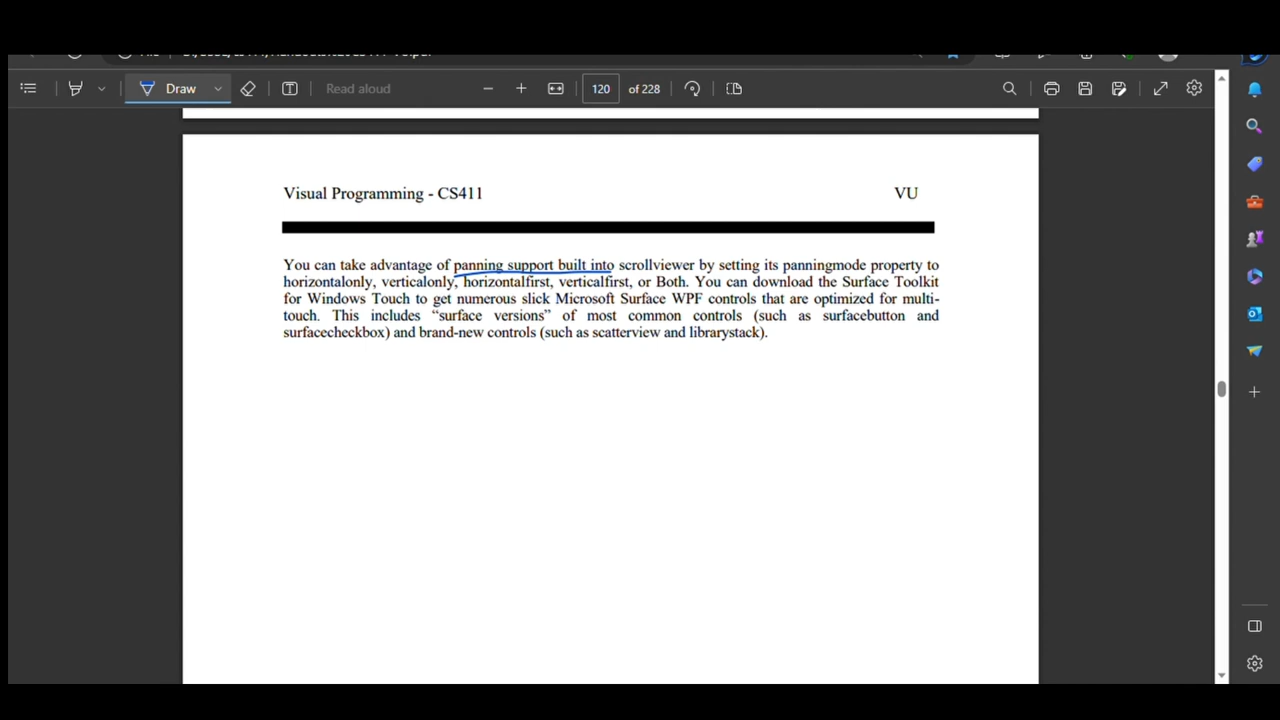 Draw
Read aloud
120 of 228
Visual Programming - CS411 VU
You can take advantage of panning support built into scrollviewer by setting its panningmode property to
horizontalonly, verticalonly, horizontalfirst, verticalfirst, or Both. You can download the Surface Toolkit
for Windows Touch to get numerous slick Microsoft Surface WPF controls that are optimized for multi-
touch. This includes “surface versions” of most common controls (such as surfacebutton and
surfacecheckbox) and brand-new controls (such as scatterview and librarystack).